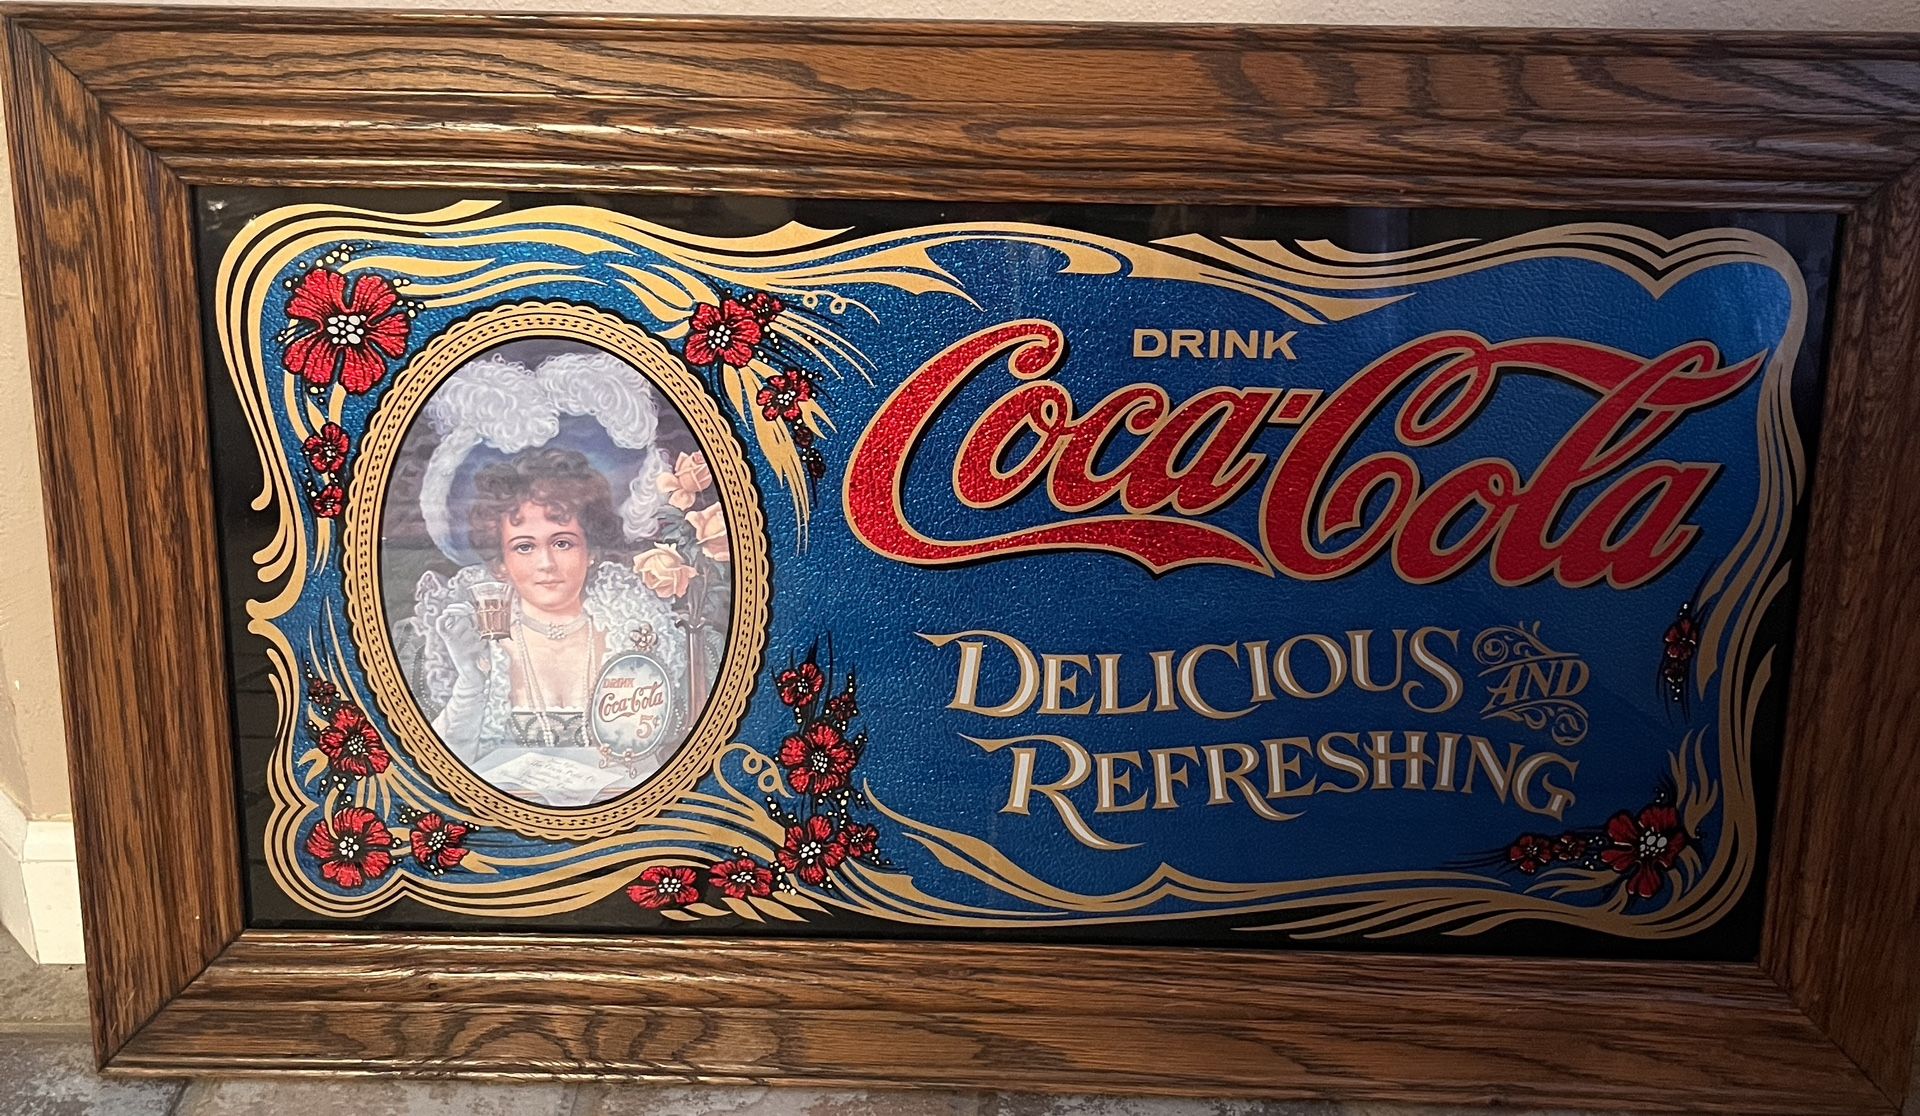 DRINK
Coca-Cola
DELICIOUS AND
REFRESHING
DRINK
Coca-Cola
5¢